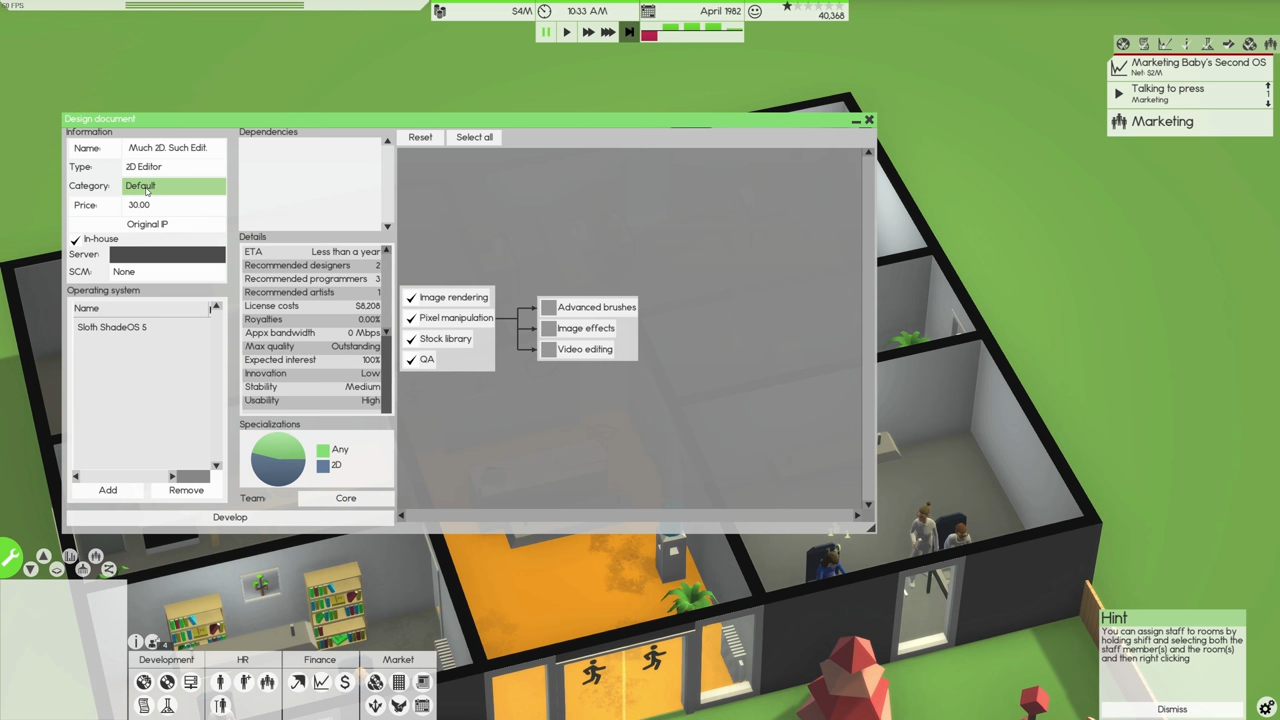 60 FPS
$4M
10:33 AM
April 1982
40,368
Marketing Baby's Second OS
Net: $2M
Talking to press
Marketing
1
Marketing
Design document
Information
Name: Much 2D. Such Edit.
Type: 2D Editor
Category: Default
Price: 30.00
Original IP
In-house
Server:
SCM: None
Operating system
Name
Sloth ShadeOS 5
Add
Remove
Develop
Dependencies
Details
ETA Less than a year
Recommended designers 2
Recommended programmers 3
Recommended artists 1
License costs $8,208
Royalties 0.00%
Appx bandwidth 0 Mbps
Max quality Outstanding
Expected interest 100%
Innovation Low
Stability Medium
Usability High
Specializations
Any
2D
Team: Core
Reset
Select all
Image rendering
Pixel manipulation
Stock library
QA
Advanced brushes
Image effects
Video editing
4
Development
HR
Finance
Market
Hint
You can assign staff to rooms by
holding shift and selecting both the
staff member(s) and the room(s)
and then right clicking
Dismiss